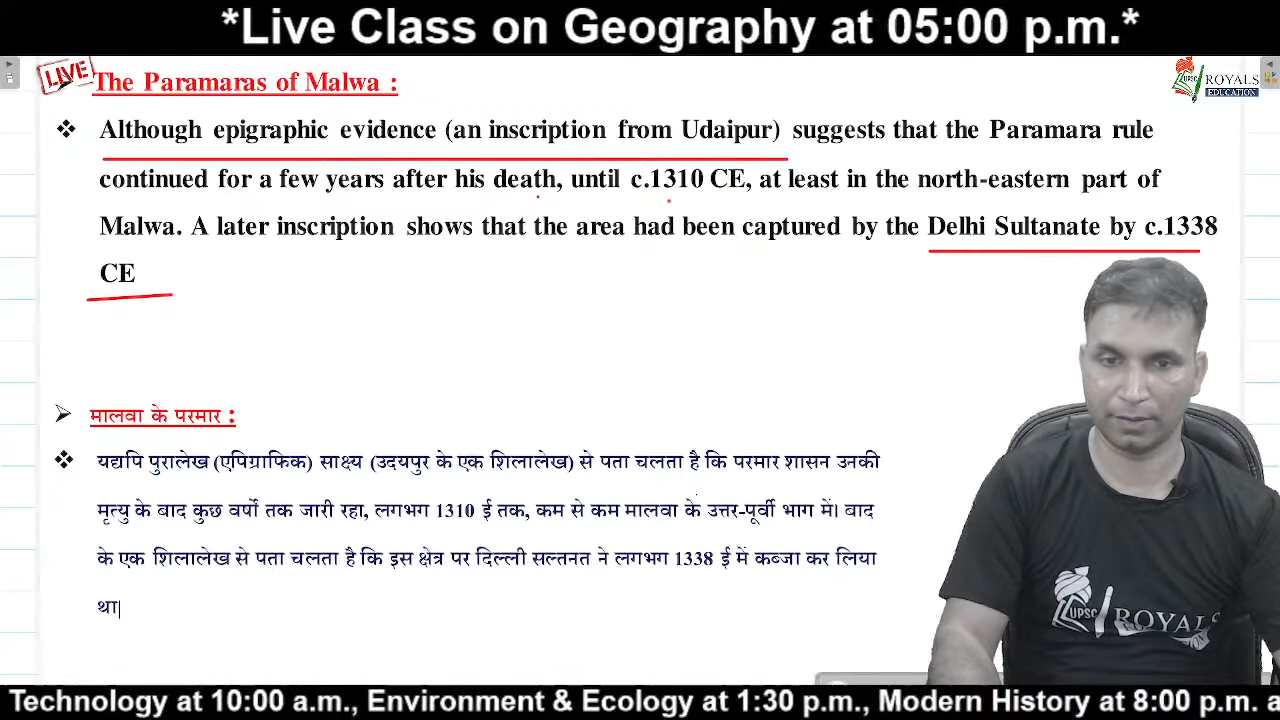 *Live Class on Geography at 05:00 p.m.*
LIVE
The Paramaras of Malwa :
UPSC ROYALS
EDUCATION
❖ Although epigraphic evidence (an inscription from Udaipur) suggests that the Paramara rule
continued for a few years after his death, until c.1310 CE, at least in the north-eastern part of
Malwa. A later inscription shows that the area had been captured by the Delhi Sultanate by c.1338
CE
➢ मालवा के परमार :
❖ यद्यपि पुरालेख (एपिग्राफिक) साक्ष्य (उदयपुर के एक शिलालेख) से पता चलता है कि परमार शासन उनकी
मृत्यु के बाद कुछ वर्षो तक जारी रहा, लगभग 1310 ई तक, कम से कम मालवा के उत्तर-पूर्वी भाग में। बाद
के एक शिलालेख से पता चलता है कि इस क्षेत्र पर दिल्ली सल्तनत ने लगभग 1338 ई में कब्जा कर लिया
था|
UPSC ROYALS
Technology at 10:00 a.m., Environment & Ecology at 1:30 p.m., Modern History at 8:00 p.m. a